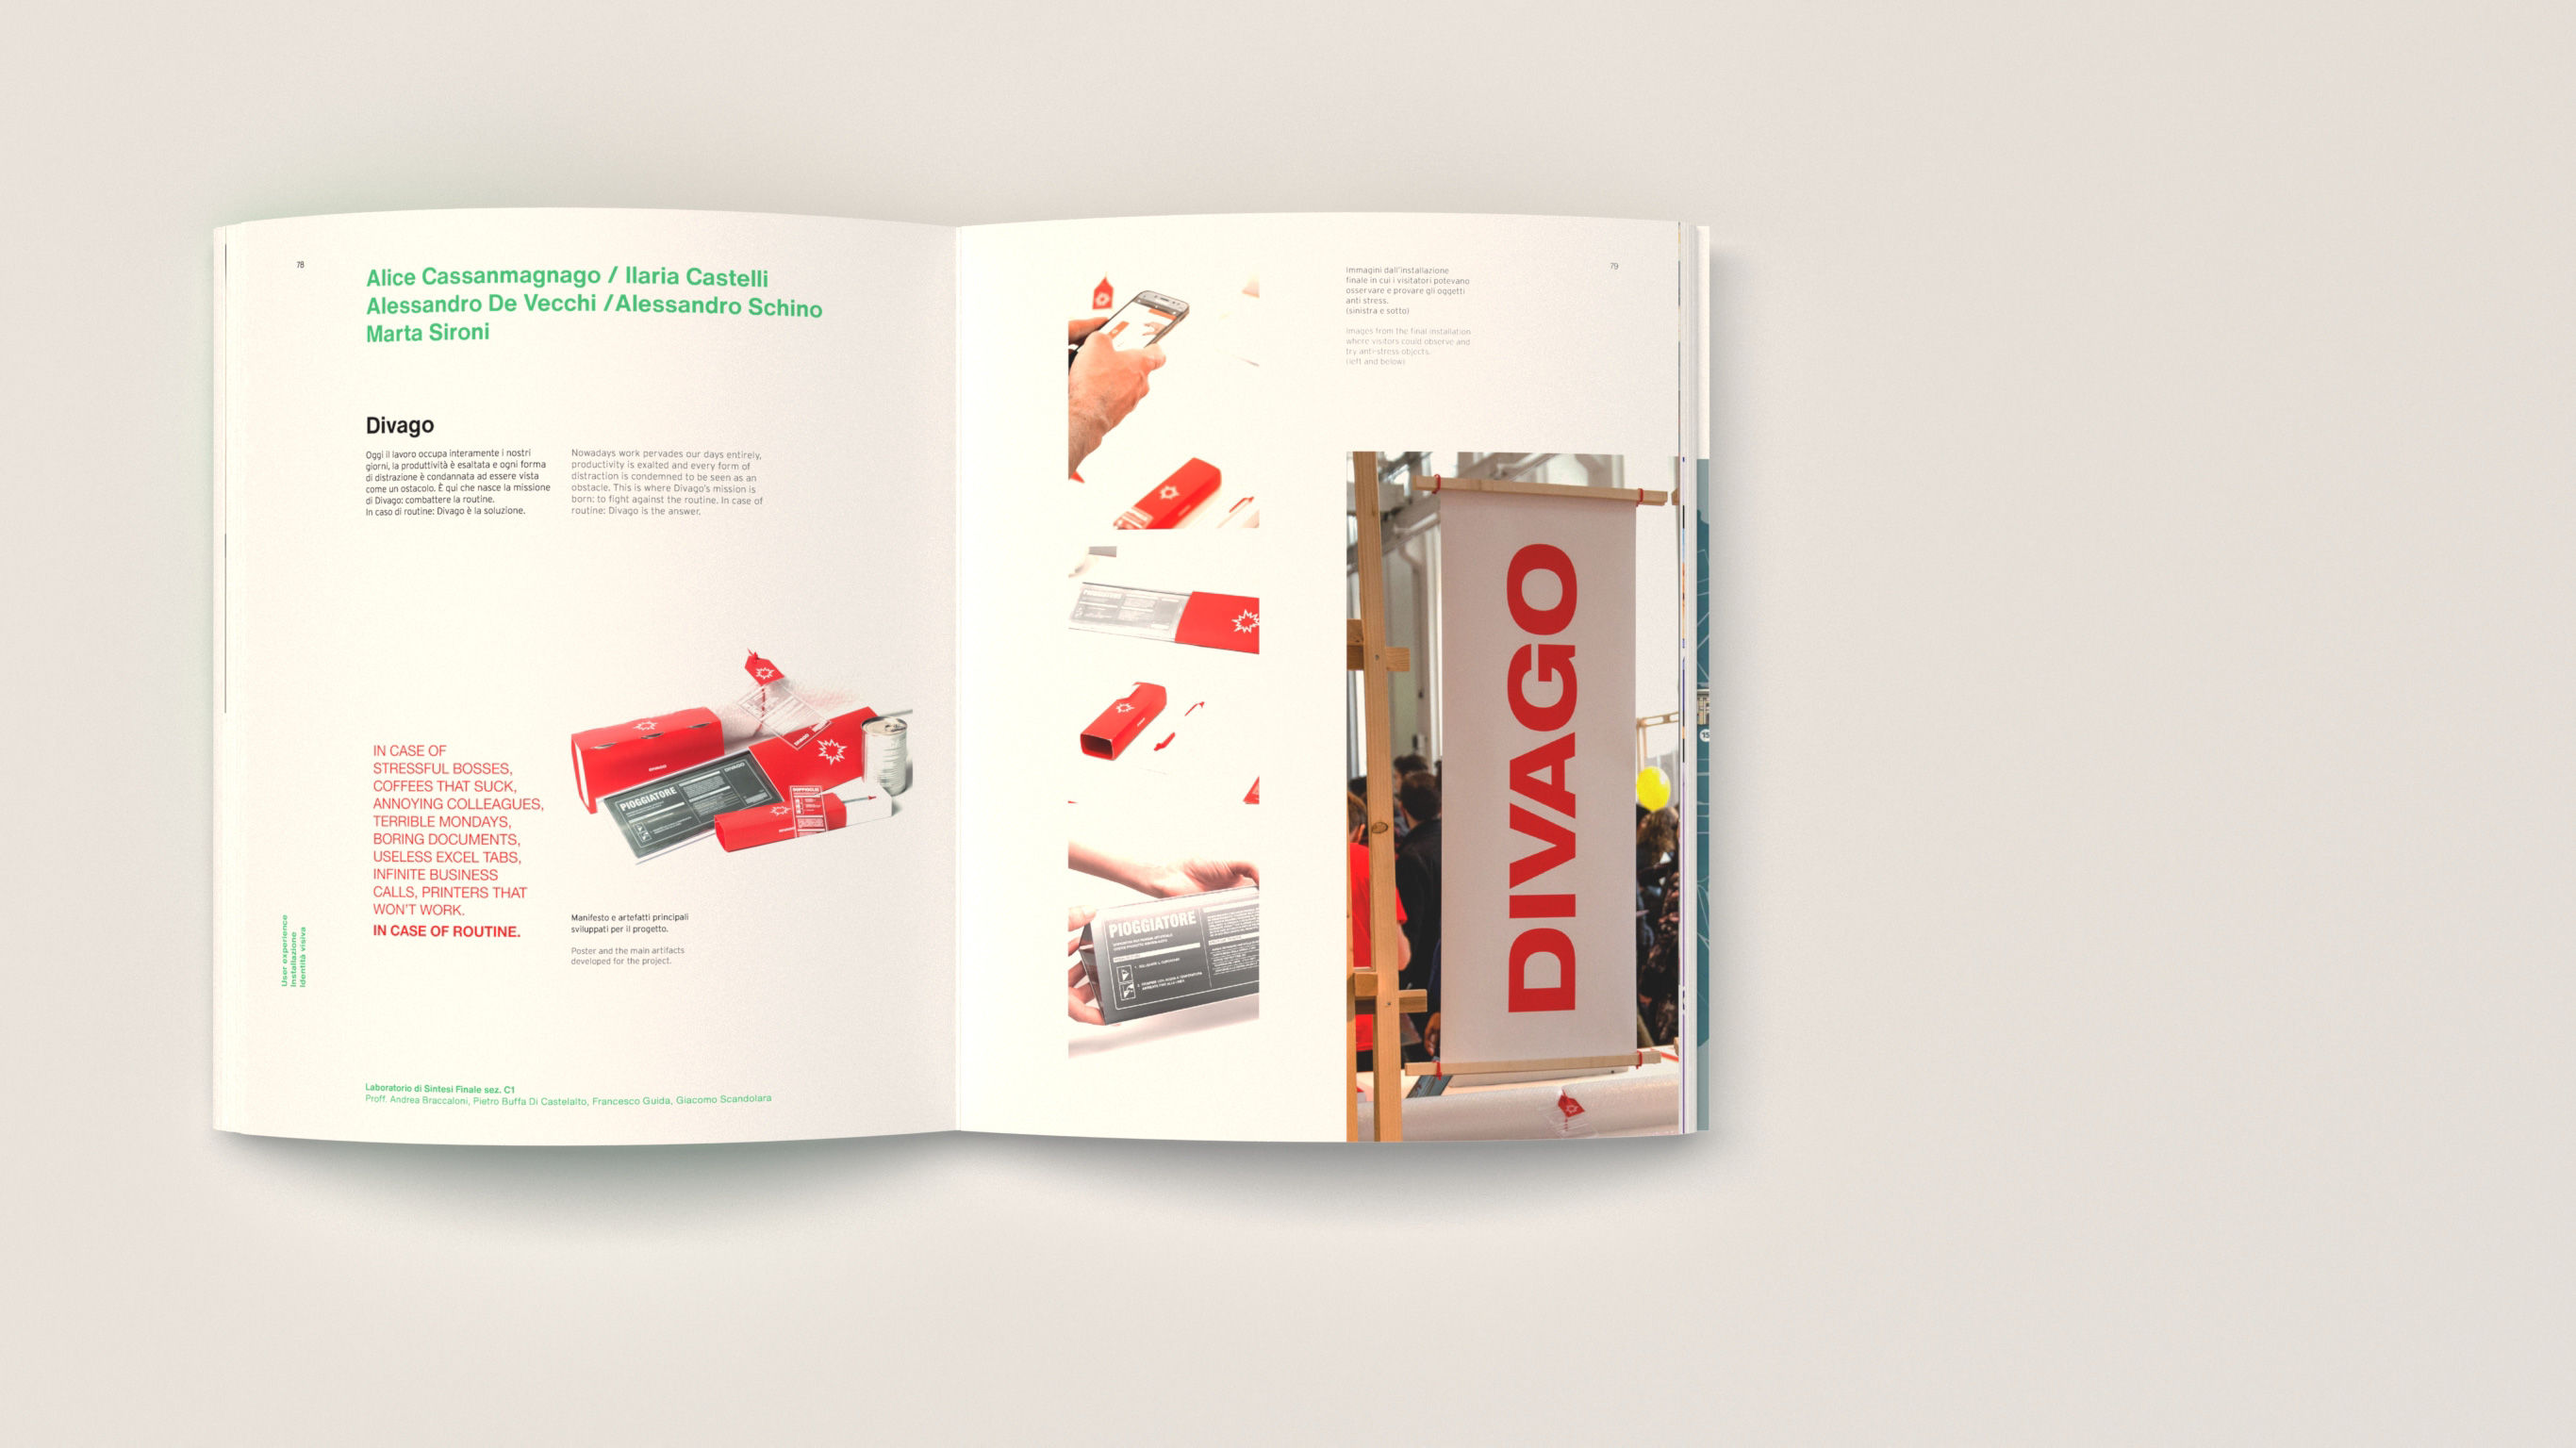 78
Alice Cassanmagnago / Ilaria Castelli
Alessandro De Vecchi / Alessandro Schino
Marta Sironi
Divago
Oggi il lavoro occupa interamente i nostri
giorni, la produttività è esaltata e ogni forma
di distrazione è condannata ad essere vista
come un ostacolo. È qui che nasce la missione
di Divago: combattere la routine.
In caso di routine: Divago è la soluzione.
Nowadays work pervades our days entirely,
productivity is exalted and every form of
distraction is condemned to be seen as an
obstacle. This is where Divago's mission is
born: to fight against the routine. In case of
routine: Divago is the answer.
IN CASE OF
STRESSFUL BOSSES,
COFFEES THAT SUCK,
ANNOYING COLLEAGUES,
TERRIBLE MONDAYS,
BORING DOCUMENTS,
USELESS EXCEL TABS,
INFINITE BUSINESS
CALLS, PRINTERS THAT
WON'T WORK.
IN CASE OF ROUTINE.
PIOGGIATORE
DIVAGO
Manifesto e artefatti principali
sviluppati per il progetto.
Poster and the main artifacts
developed for the project.
User experience
Installazione
Identità visiva
Laboratorio di Sintesi Finale sez. C1
Proff. Andrea Braccaloni, Pietro Buffa Di Castelalto, Francesco Guida, Giacomo Scandolara
79
Immagini dall'installazione
finale in cui i visitatori potevano
osservare e provare gli oggetti
anti stress.
(sinistra e sotto)
Images from the final installation
where visitors could observe and
try anti-stress objects.
(left and below)
PIOGGIATORE
DIVAGO